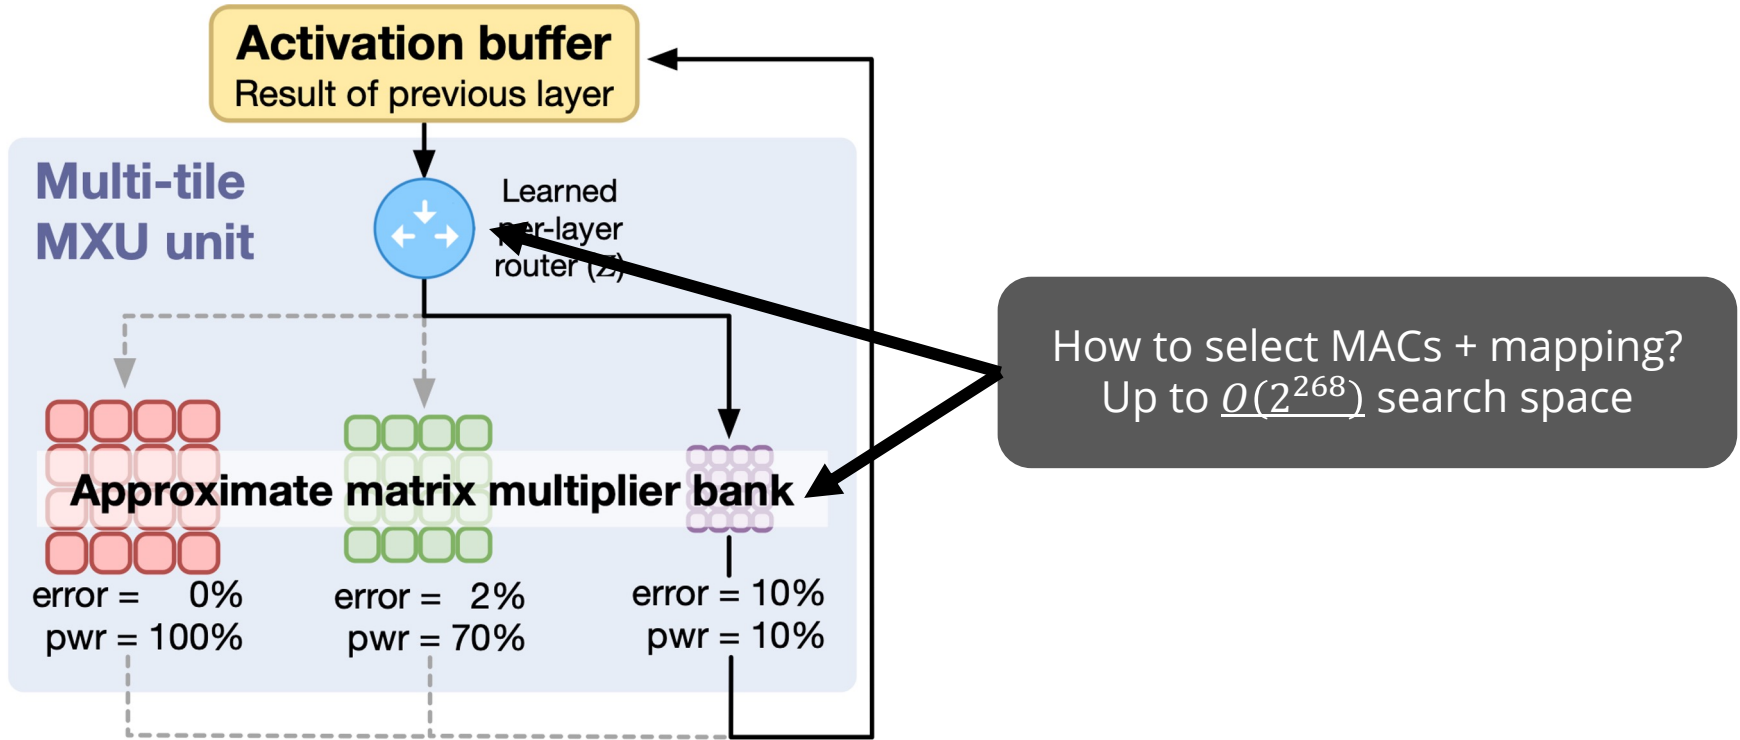 Activation buffer
Result of previous layer
Multi-tile
MXU unit
Learned
per-layer
router (Z)
Approximate matrix multiplier bank
error = 0%
pwr = 100%
error = 2%
pwr = 70%
error = 10%
pwr = 10%
How to select MACs + mapping?
Up to O(2²⁶⁸) search space